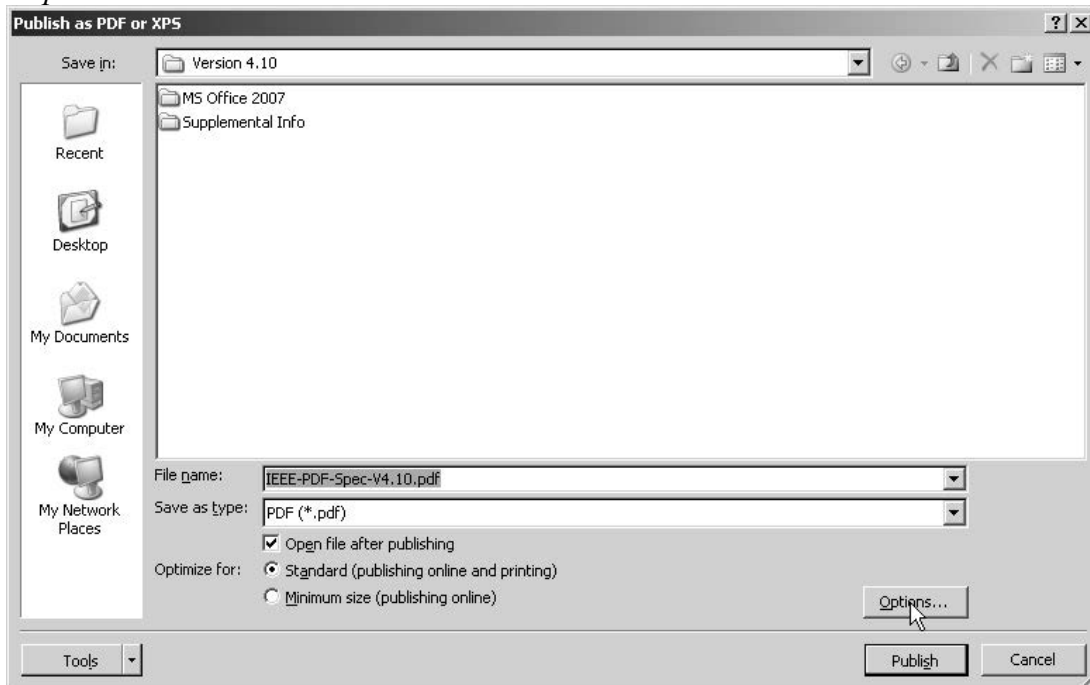 Publish as PDF or XPS
Save in:
Version 4.10
MS Office 2007
Supplemental Info
Recent
Desktop
My Documents
My Computer
My Network
Places
File name:
IEEE-PDF-Spec-V4.10.pdf
Save as type:
PDF (*.pdf)
Open file after publishing
Optimize for:
Standard (publishing online and printing)
Minimum size (publishing online)
Options...
Tools
Publish
Cancel